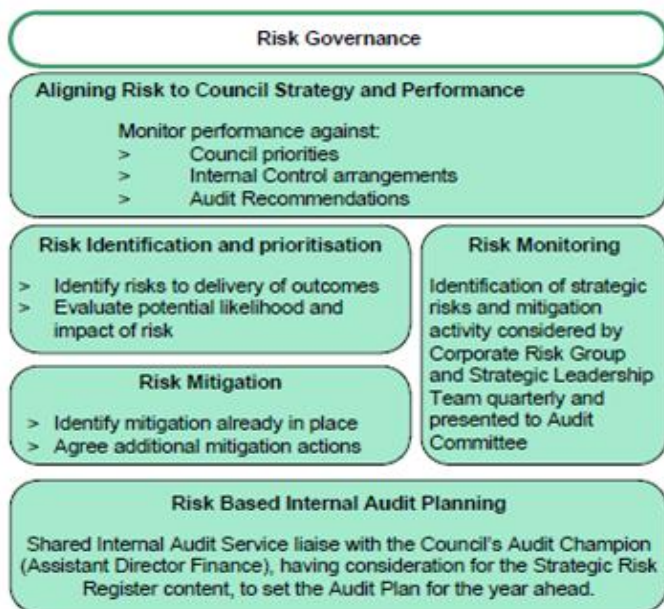 Risk Governance
Aligning Risk to Council Strategy and Performance
Monitor performance against:
> Council priorities
> Internal Control arrangements
> Audit Recommendations
Risk Identification and prioritisation
> Identify risks to delivery of outcomes
> Evaluate potential likelihood and
impact of risk
Risk Mitigation
> Identify mitigation already in place
> Agree additional mitigation actions
Risk Monitoring
Identification of strategic
risks and mitigation
activity considered by
Corporate Risk Group
and Strategic Leadership
Team quarterly and
presented to Audit
Committee
Risk Based Internal Audit Planning
Shared Internal Audit Service liaise with the Council's Audit Champion
(Assistant Director Finance), having consideration for the Strategic Risk
Register content, to set the Audit Plan for the year ahead.